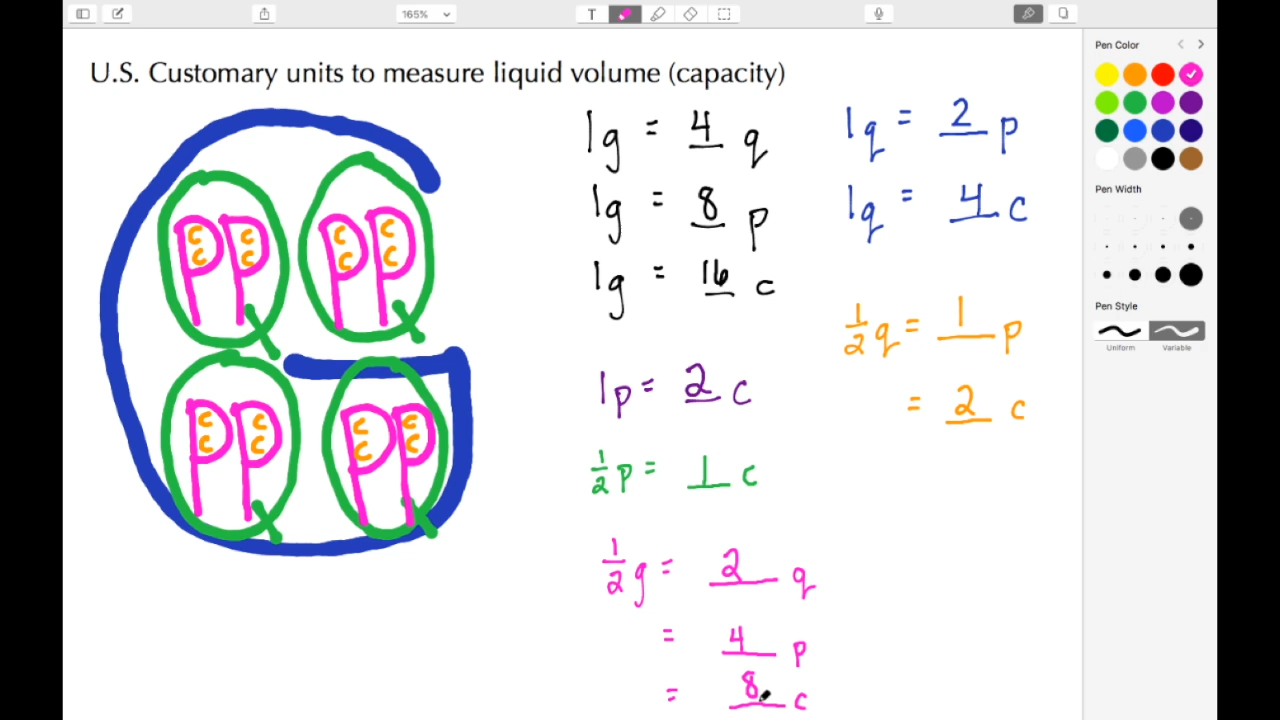 165%
T
U.S. Customary units to measure liquid volume (capacity)
G
Q Q
P P P P
C C C C
C C C C
Q Q
P P P P
C C C C
C C C C
1g = 4 q
1g = 8 p
1g = 16 c
1p = 2 c
1/2 p = 1 c
1/2 g = 2 q
= 4 p
= 8 c
1q = 2 p
1q = 4 c
1/2 q = 1 p
= 2 c
Pen Color
Pen Width
Pen Style
Uniform Variable